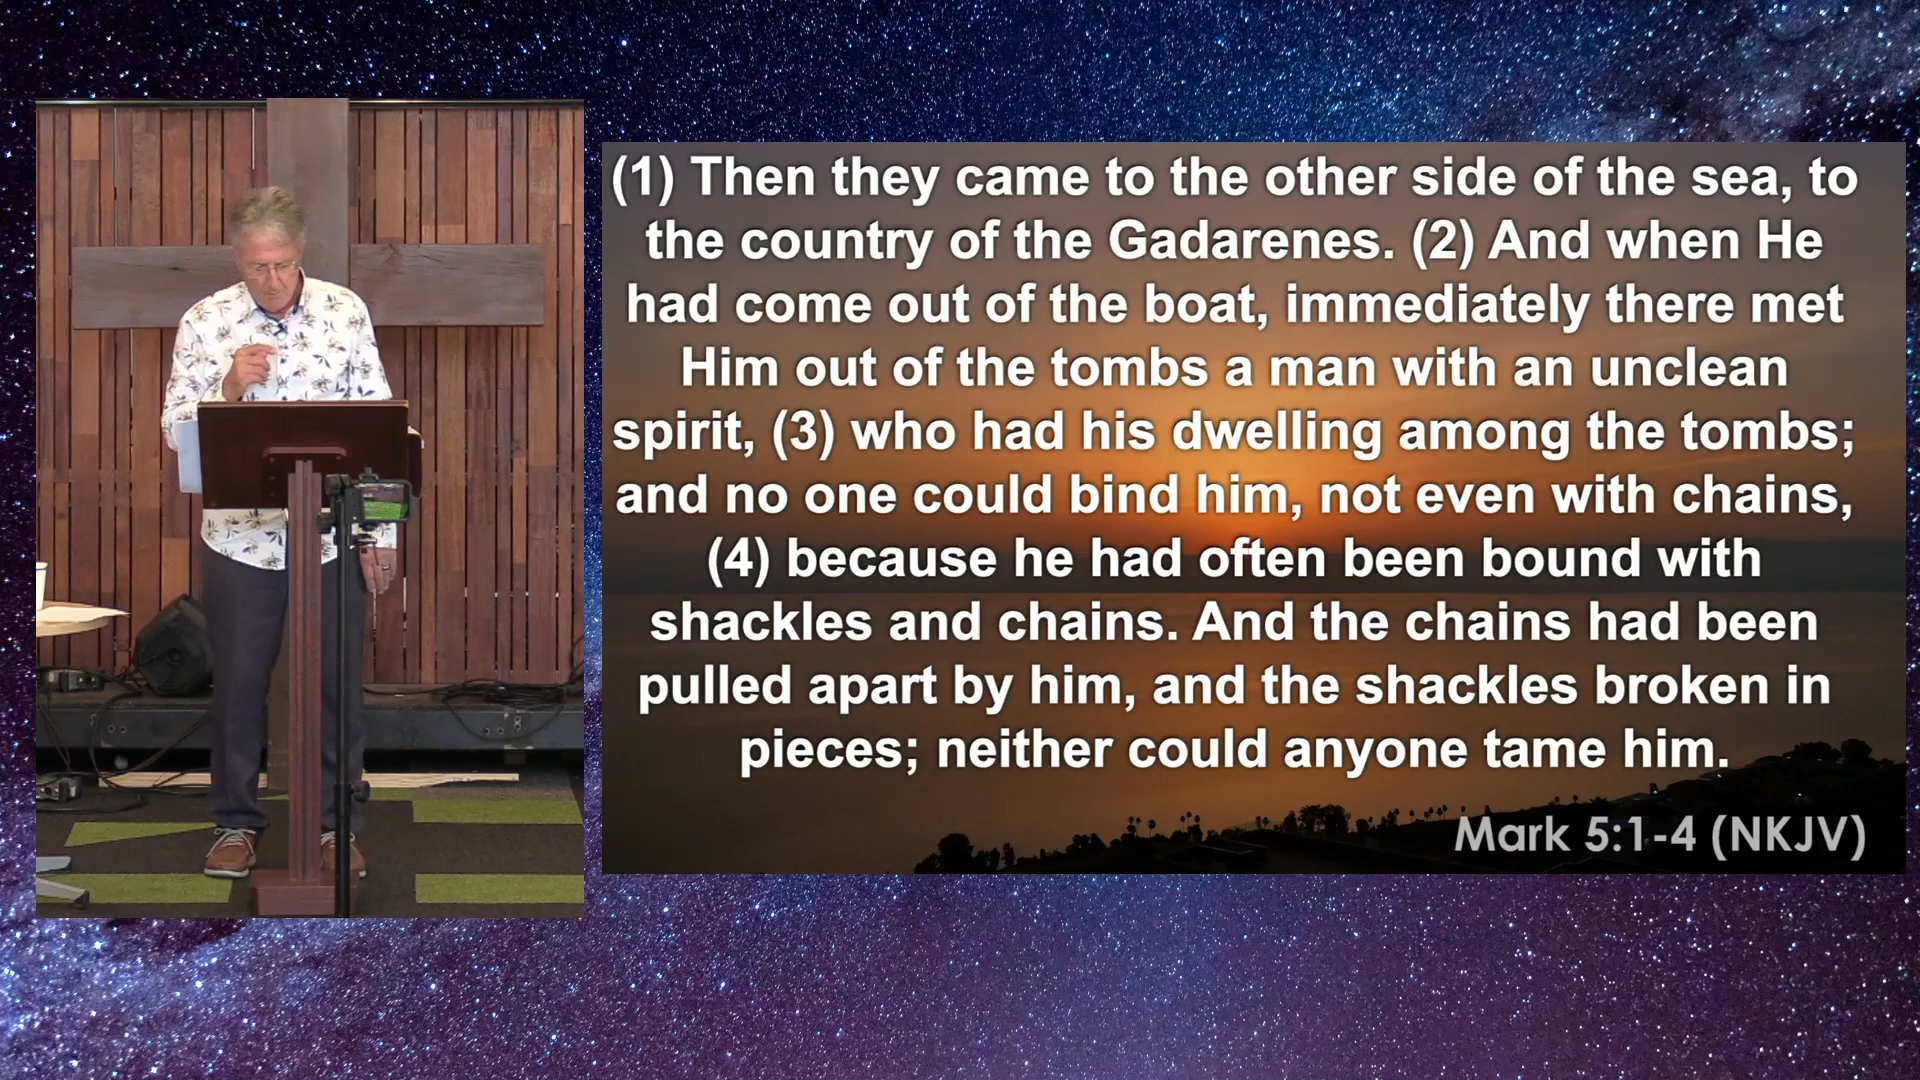 (1) Then they came to the other side of the sea, to
the country of the Gadarenes. (2) And when He
had come out of the boat, immediately there met
Him out of the tombs a man with an unclean
spirit, (3) who had his dwelling among the tombs;
and no one could bind him, not even with chains,
(4) because he had often been bound with
shackles and chains. And the chains had been
pulled apart by him, and the shackles broken in
pieces; neither could anyone tame him.
Mark 5:1-4 (NKJV)